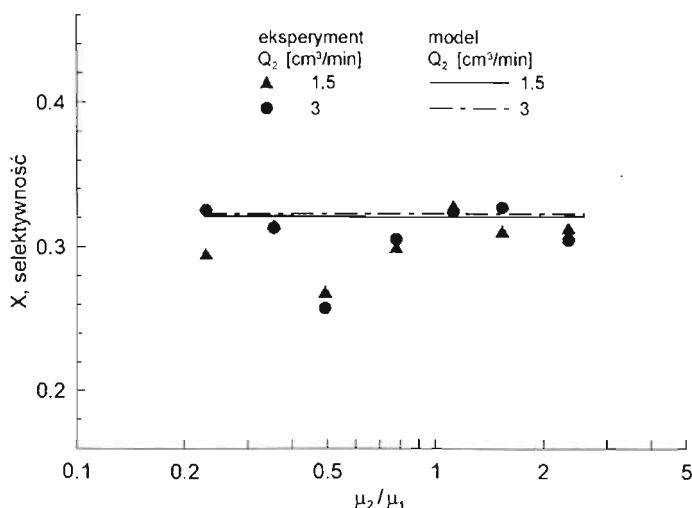 eksperyment model
Q₂ [cm³/min] Q₂ [cm³/min]
1.5 1.5
3 3
0.4
0.3
0.2
X, selektywność
0.1 0.2 0.5 1 2 5
μ₂/μ₁